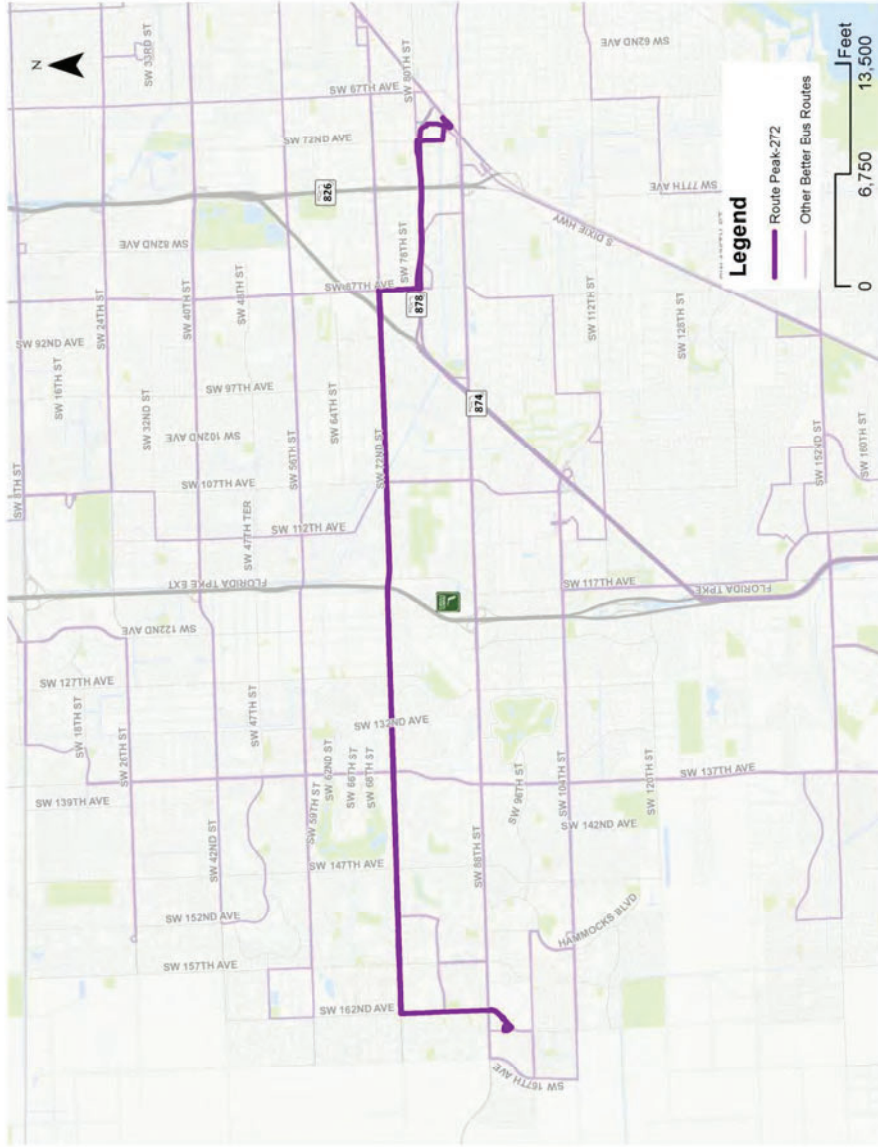 N
SW 8TH ST
SW 16TH ST
SW 92ND AVE
SW 24TH ST
SW 33RD ST
SW 18TH ST
SW 26TH ST
SW 127TH AVE
SW 122ND AVE
SW 32ND ST
SW 102ND AVE
SW 82ND AVE
SW 139TH AVE
SW 42ND ST
SW 47TH ST
FLORIDA TPKE EXT
SW 47TH TER
SW 40TH ST
SW 48TH ST
SW 97TH AVE
SW 107TH AVE
SW 112TH AVE
SW 56TH ST
SW 64TH ST
SW 72ND AVE
SW 67TH AVE
826
SW 152ND AVE
SW 157TH AVE
SW 147TH AVE
SW 59TH ST
SW 62ND ST
SW 66TH ST
SW 68TH ST
SW 132ND AVE
SW 72ND ST
SW 87TH AVE
SW 78TH ST
SW 80TH ST
878
SW 162ND AVE
SW 88TH ST
874
SW 167TH AVE
HAMMOCKS BLVD
SW 96TH ST
SW 104TH ST
SW 142ND AVE
SW 120TH ST
SW 137TH AVE
SW 117TH AVE
FLORIDA TPKE
SW 112TH ST
SW 128TH ST
S DIXIE HWY
SW 77TH AVE
SW 62ND AVE
SW 152ND ST
SW 160TH ST
Legend
Route Peak-272
Other Better Bus Routes
0 6,750 13,500
Feet